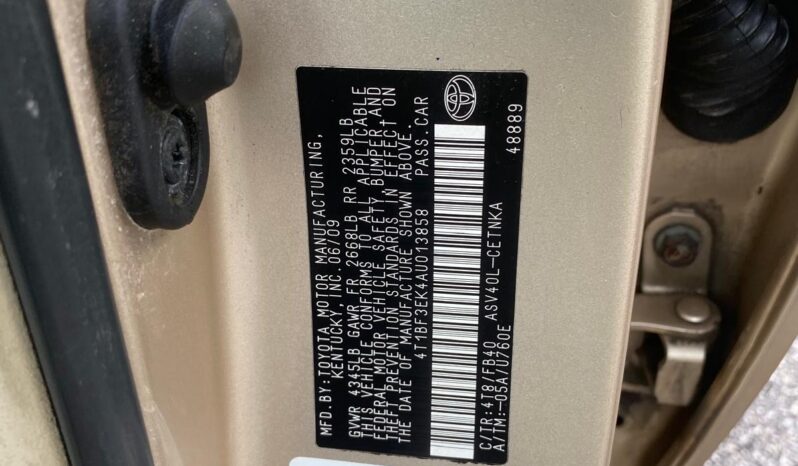 MFD. BY: TOYOTA MOTOR MANUFACTURING,
KENTUCKY, INC. 06/09
GVWR 4345LB GAWR FR 2668LB RR 2359LB
THIS VEHICLE CONFORMS TO ALL APPLICABLE
FEDERAL MOTOR VEHICLE SAFETY, BUMPER AND
THEFT PREVENTION STANDARDS IN EFFECT ON
THE DATE OF MANUFACTURE SHOWN ABOVE.
4T1BF3EK4AU013858 PASS. CAR
C/TR: 4T8/FB40 ASV40L-CETNKA
A/TM: -05A/U760E
48889